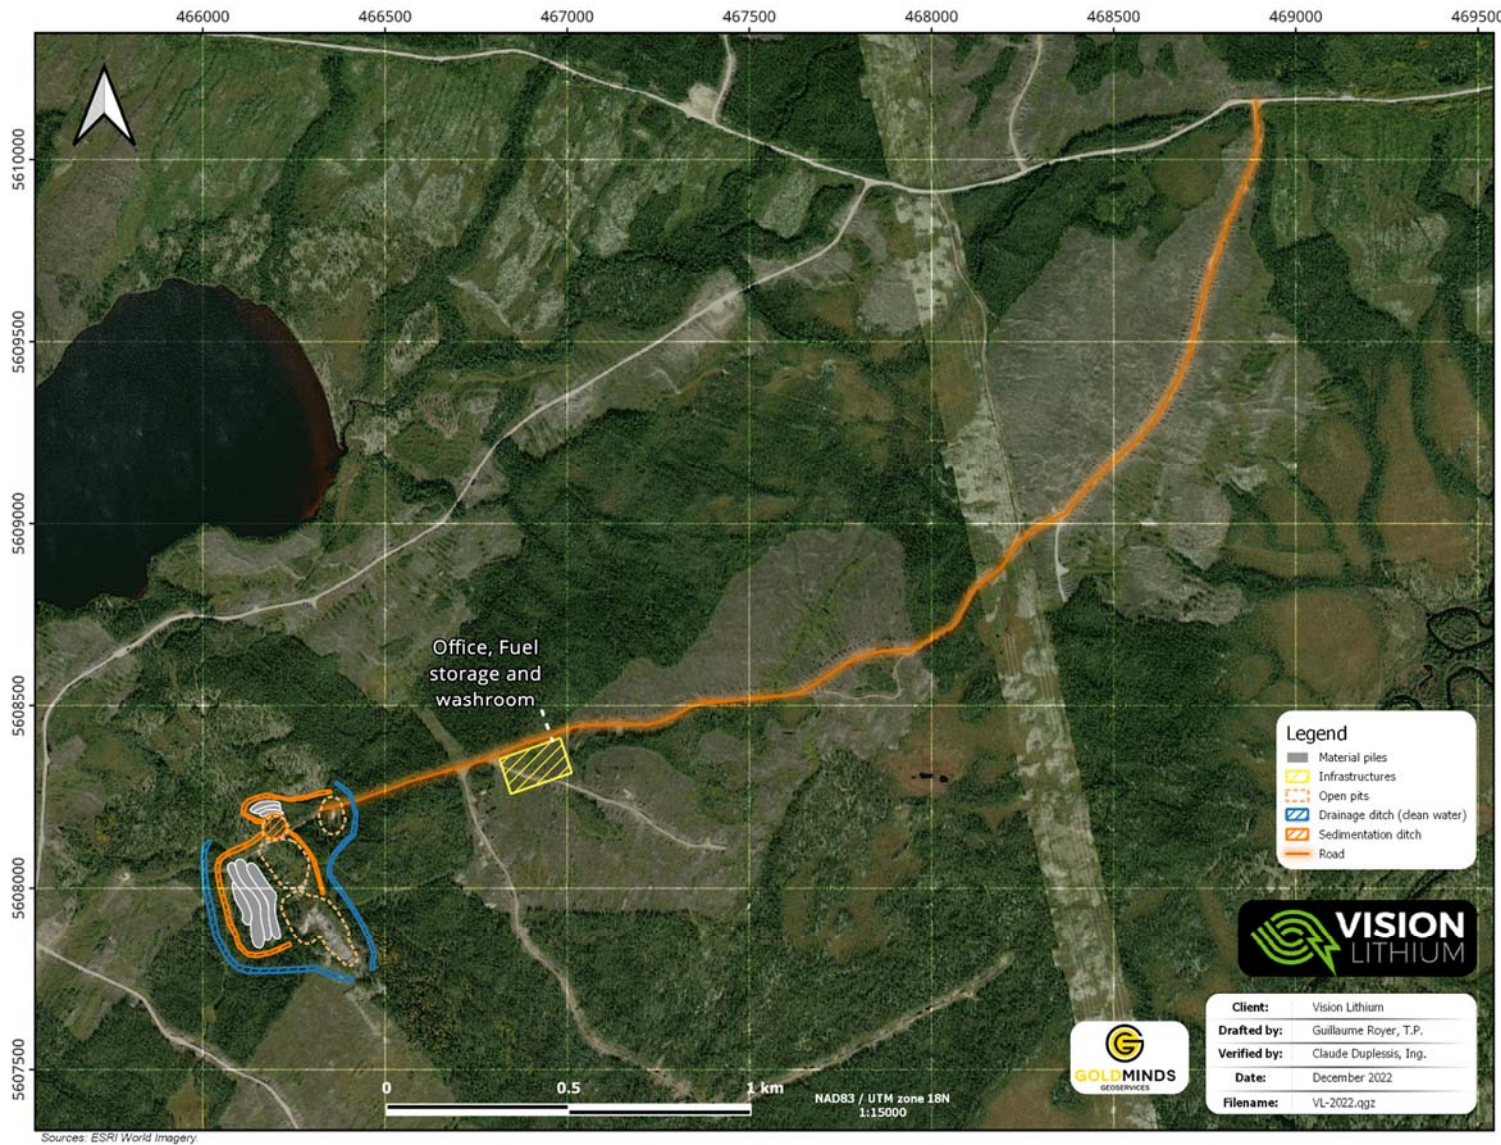 466000 466500 467000 467500 468000 468500 469000 469500
5610000
5609500
5609000
5608500
5608000
5607500
Office, Fuel
storage and
washroom
Legend
Material piles
Infrastructures
Open pits
Drainage ditch (clean water)
Sedimentation ditch
Road
VISION
LITHIUM
Client: Vision Lithium
Drafted by: Guillaume Royer, T.P.
Verified by: Claude Duplessis, Ing.
Date: December 2022
Filename: VL-2022.qgz
GOLDMINDS
GEOSERVICES
0 0.5 1 km
NAD83 / UTM zone 18N
1:15000
Sources: ESRI World Imagery.